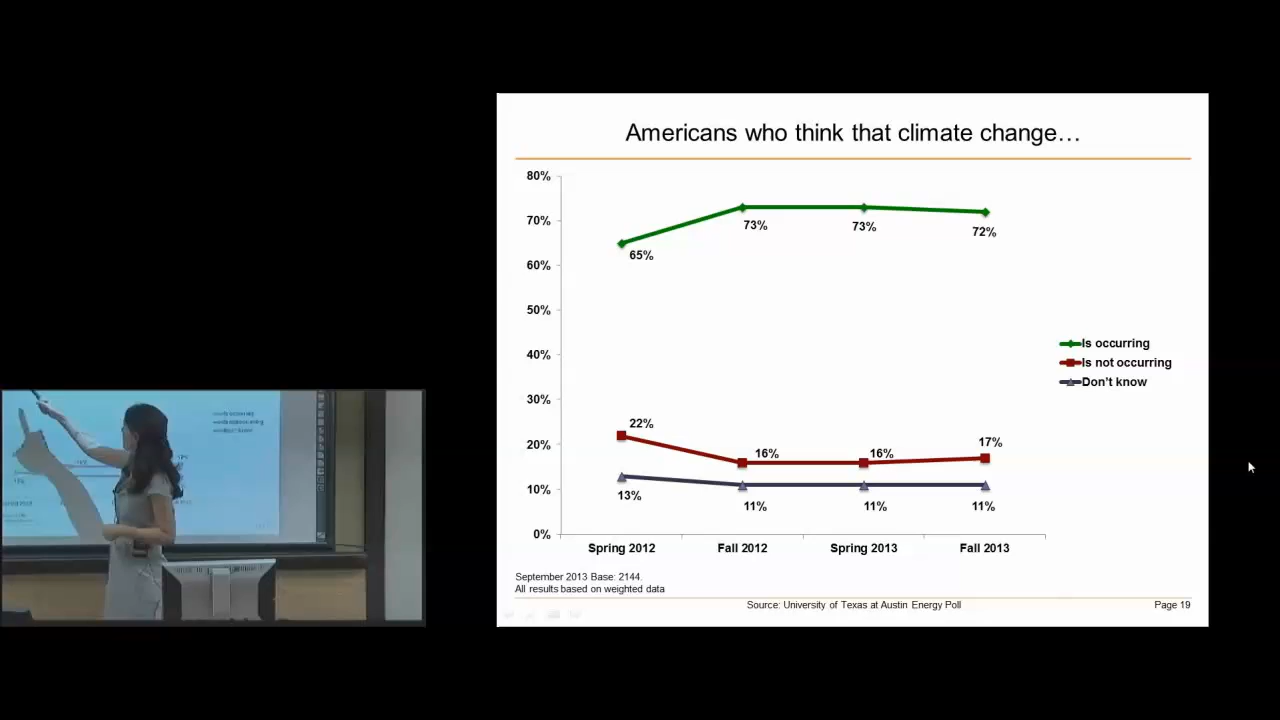 Americans who think that climate change…
80%
70%
60%
50%
40%
30%
20%
10%
0%
65%
73%
73%
72%
22%
16%
16%
17%
13%
11%
11%
11%
Is occurring
Is not occurring
Don't know
Spring 2012
Fall 2012
Spring 2013
Fall 2013
September 2013 Base: 2144.
All results based on weighted data
Source: University of Texas at Austin Energy Poll
Page 19